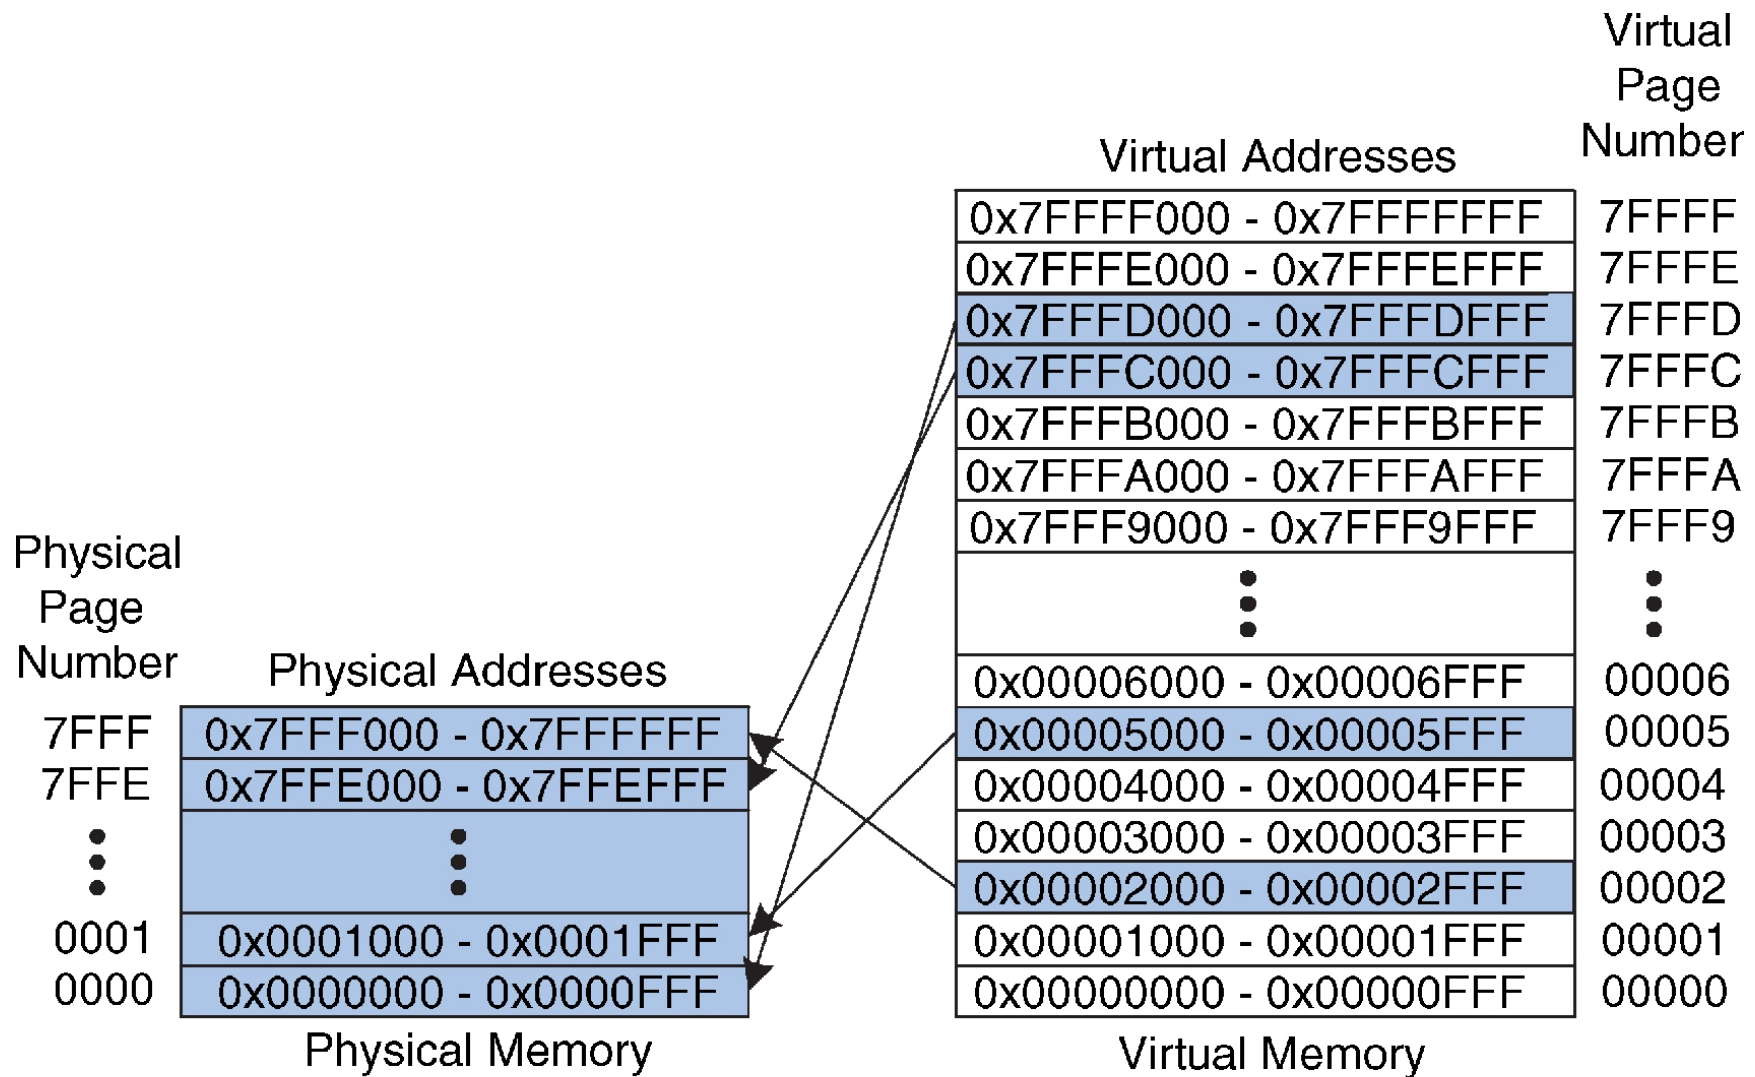 Virtual
Page
Number
Virtual Addresses
0x7FFFF000 - 0x7FFFFFFF 7FFFF
0x7FFFE000 - 0x7FFFEFFF 7FFFE
0x7FFFD000 - 0x7FFFDFFF 7FFFD
0x7FFFC000 - 0x7FFFCFFF 7FFFC
0x7FFFB000 - 0x7FFFBFFF 7FFFB
0x7FFFA000 - 0x7FFFAFFF 7FFFA
0x7FFF9000 - 0x7FFF9FFF 7FFF9
0x00006000 - 0x00006FFF 00006
0x00005000 - 0x00005FFF 00005
0x00004000 - 0x00004FFF 00004
0x00003000 - 0x00003FFF 00003
0x00002000 - 0x00002FFF 00002
0x00001000 - 0x00001FFF 00001
0x00000000 - 0x00000FFF 00000
Virtual Memory
Physical
Page
Number
Physical Addresses
7FFF 0x7FFF000 - 0x7FFFFFF
7FFE 0x7FFE000 - 0x7FFEFFF
0001 0x0001000 - 0x0001FFF
0000 0x0000000 - 0x0000FFF
Physical Memory